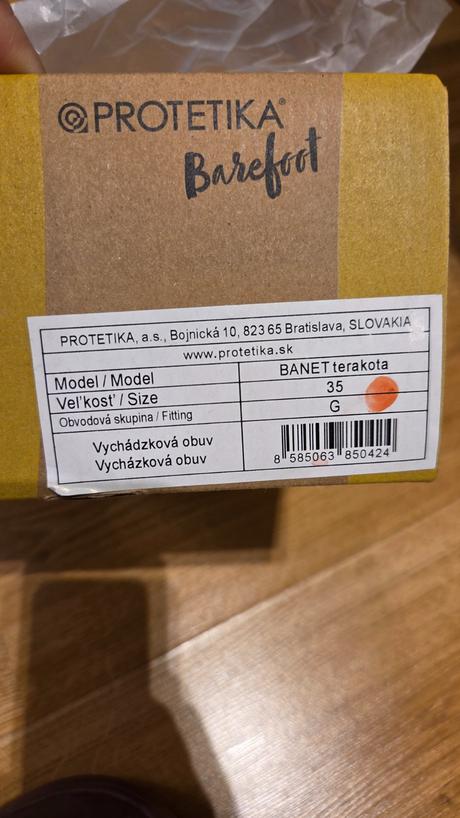 PROTETIKA®
Barefoot
PROTETIKA, a.s., Bojnická 10, 823 65 Bratislava, SLOVAKIA
www.protetika.sk
Model / Model BANET terakota
Veľkosť / Size 35
Obvodová skupina / Fitting G
Vychádzková obuv
Vycházková obuv
8 585063 850424